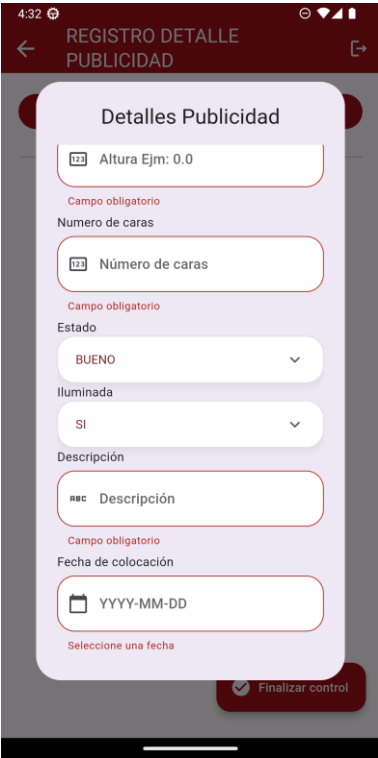 4:32
REGISTRO DETALLE
PUBLICIDAD
Detalles Publicidad
123 Altura Ejm: 0.0
Campo obligatorio
Numero de caras
123 Número de caras
Campo obligatorio
Estado
BUENO
Iluminada
SI
Descripción
ABC Descripción
Campo obligatorio
Fecha de colocación
YYYY-MM-DD
Seleccione una fecha
Finalizar control